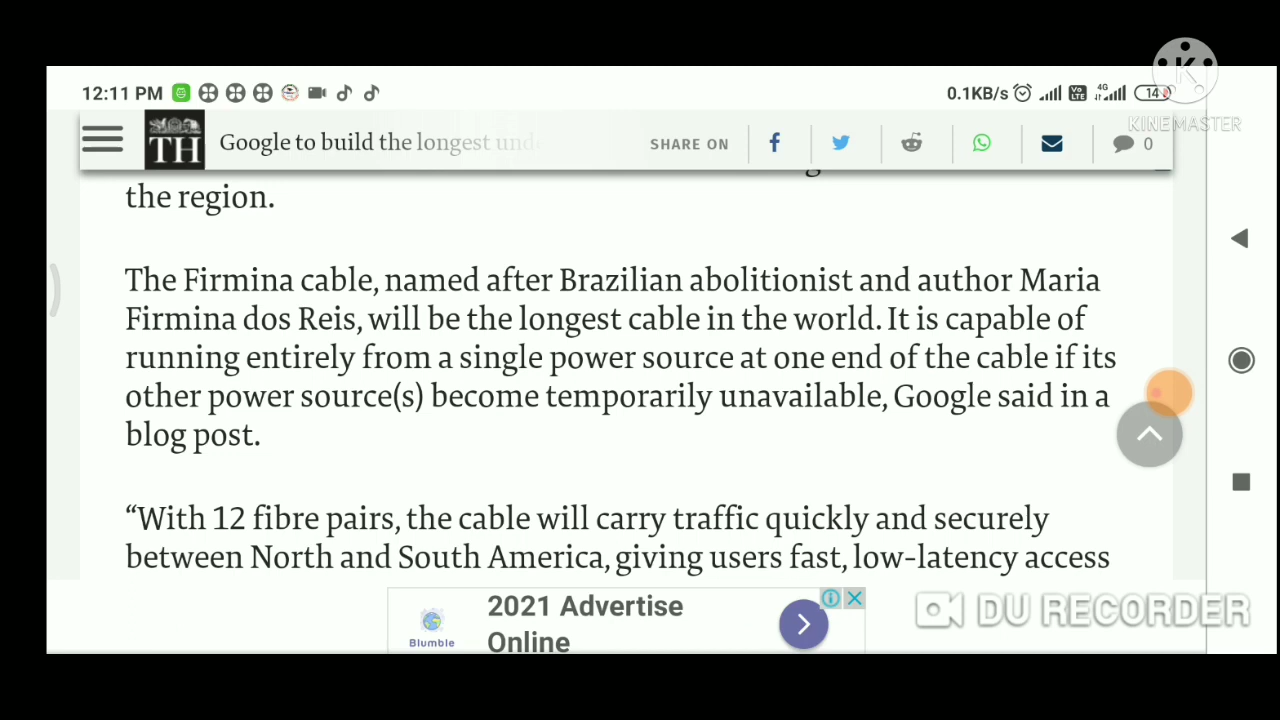 KINEMASTER
12:11 PM
0.1KB/s
Vo LTE
4G
14
TH
Google to build the longest unde
SHARE ON
0
the region.
The Firmina cable, named after Brazilian abolitionist and author Maria
Firmina dos Reis, will be the longest cable in the world. It is capable of
running entirely from a single power source at one end of the cable if its
other power source(s) become temporarily unavailable, Google said in a
blog post.
“With 12 fibre pairs, the cable will carry traffic quickly and securely
between North and South America, giving users fast, low-latency access
2021 Advertise
Online
Blumble
DU RECORDER